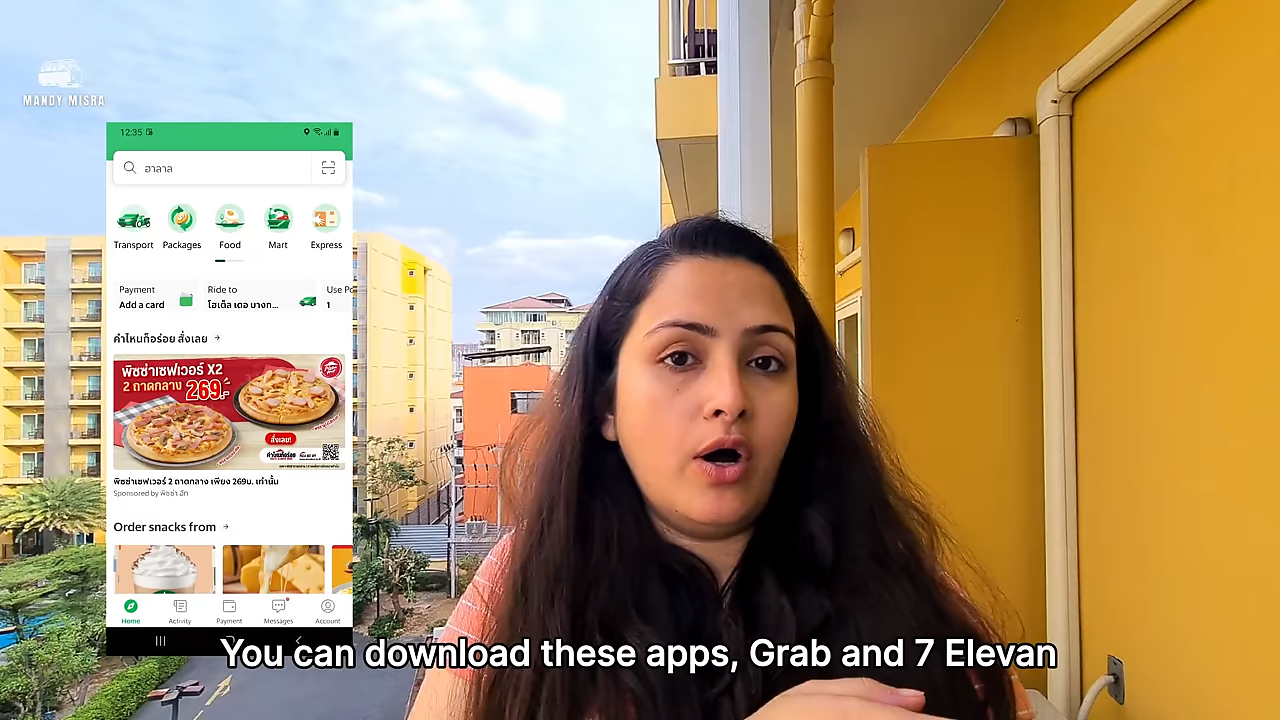 MANDY MISRA
12:35
ฮาลาล
Transport Packages Food Mart Express
Payment
Add a card
Ride to
โฮเต็ล เดอ บางก...
Use Po
1
คำไหนก็อร่อย สั่งเลย →
พิซซ่าเซฟเวอร์ X2
2 ถาดกลาง 269.-
สั่งเลย!
พิซซ่าเซฟเวอร์ 2 ถาดกลาง เพียง 269บ. เท่านั้น
Sponsored by พิซซ่า ฮัท
Order snacks from →
Home Activity Payment Messages Account
You can download these apps, Grab and 7 Elevan